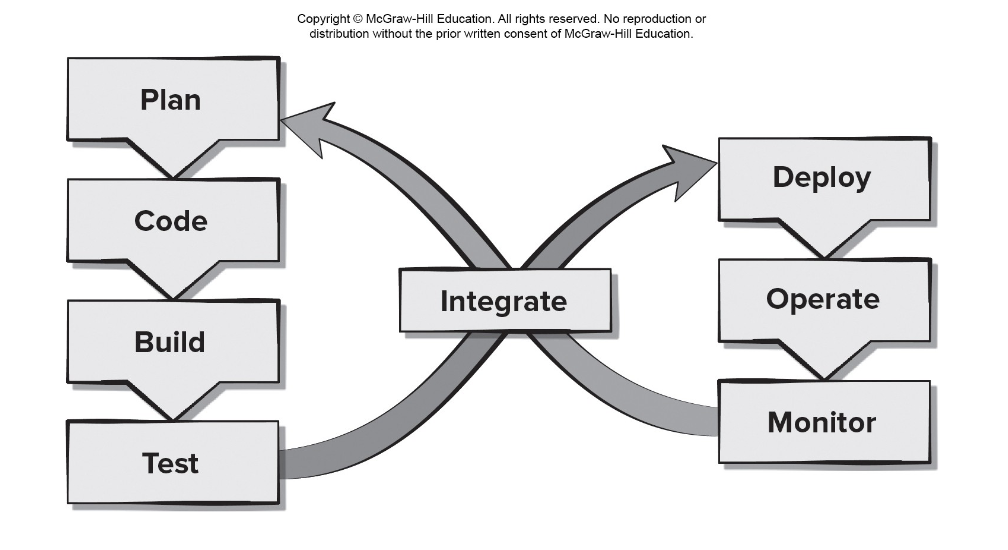 Copyright © McGraw-Hill Education. All rights reserved. No reproduction or
distribution without the prior written consent of McGraw-Hill Education.
Plan
Code
Build
Test
Integrate
Deploy
Operate
Monitor